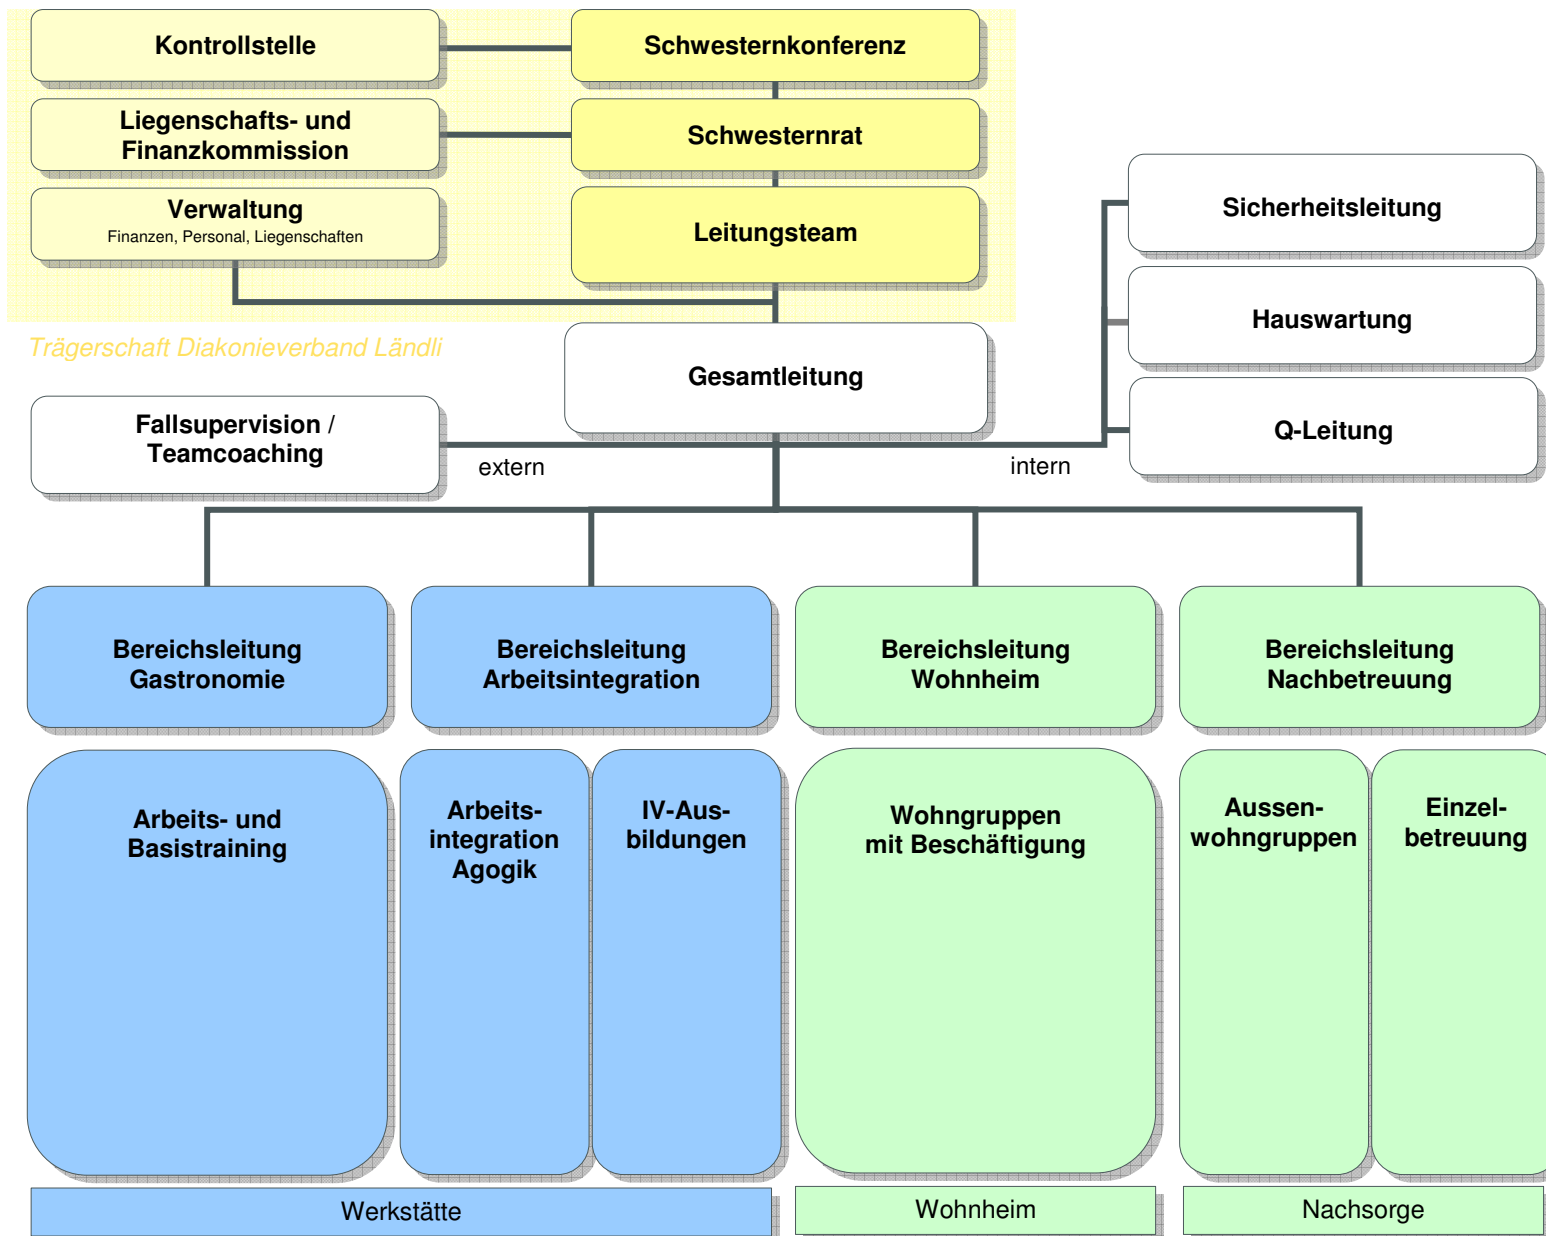 Kontrollstelle
Schwesternkonferenz
Liegenschafts- und
Finanzkommission
Schwesternrat
Verwaltung
Finanzen, Personal, Liegenschaften
Leitungsteam
Sicherheitsleitung
Hauswartung
Q-Leitung
Trägerschaft Diakonieverband Ländli
Gesamtleitung
Fallsupervision /
Teamcoaching
extern
intern
Bereichsleitung
Gastronomie
Bereichsleitung
Arbeitsintegration
Bereichsleitung
Wohnheim
Bereichsleitung
Nachbetreuung
Arbeits- und
Basistraining
Arbeits-
integration
Agogik
IV-Aus-
bildungen
Wohngruppen
mit Beschäftigung
Aussen-
wohngruppen
Einzel-
betreuung
Werkstätte
Wohnheim
Nachsorge